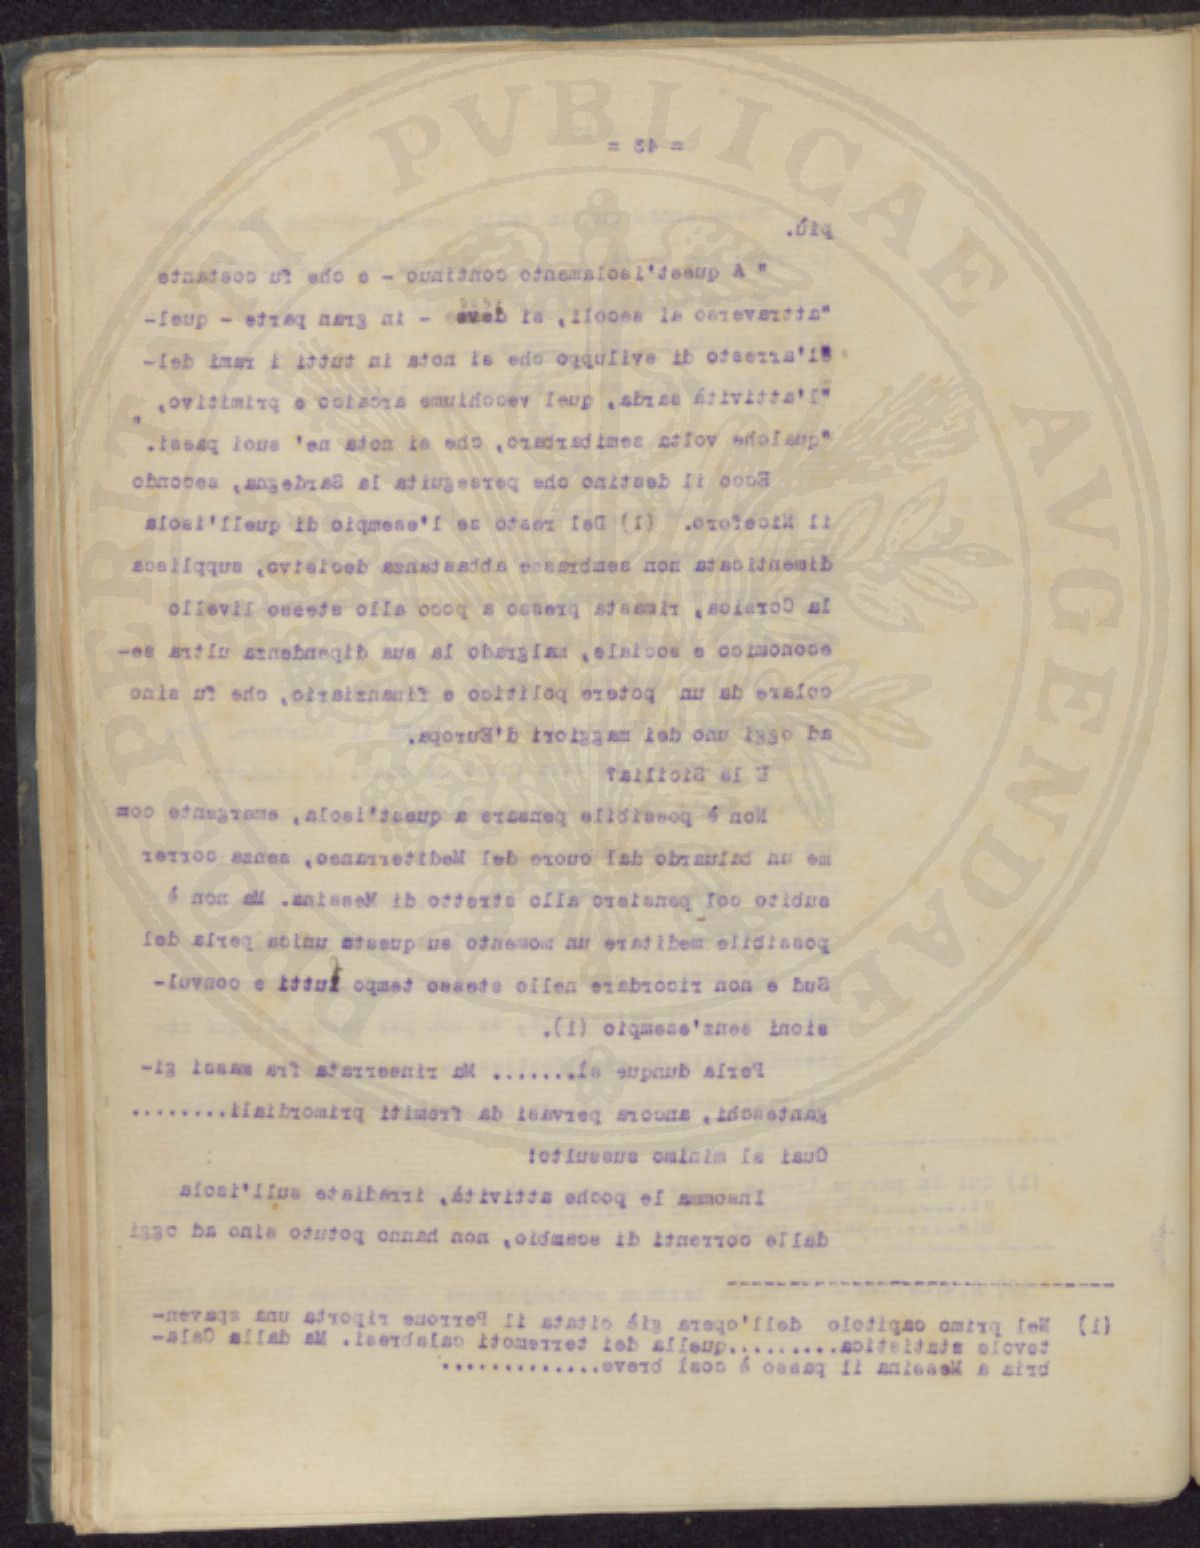 = 43 =
più.
" A quest'isolamento continuo - e che fu costante
"attraverso ai secoli, si deve - in gran parte - quel-
"l'arresto di sviluppo che si nota in tutti i rami del-
"l'attività sarda, quel vecchiume arcaico e primitivo,
"qualche volta semibarbaro, che si nota ne' suoi paesi. "
Ecco il destino che perseguita la Sardegna, secondo
il Niceforo. (1) Del resto se l'esempio di quell'isola
dimenticata non sembrasse abbastanza decisivo, supplisca
la Corsica, rimasta presso a poco allo stesso livello
economico e sociale, malgrado la sua dipendenza ultra se-
colare da un potere politico e finanziario, che fu sino
ad oggi uno dei maggiori d'Europa.
E la Sicilia?
Non è possibile pensare a quest'isola, emergente com
me un baluardo dal cuore del Mediterraneo, senza correr
subito col pensiero allo stretto di Messina. Ma non è
possibile meditare un momento su questa unica perla del
Sud e non ricordare nello stesso tempo lutti e convul-
sioni senz'esempio (1).
Perla dunque sì........ Ma rinserrata fra massi gi-
ganteschi, ancora pervasi da fremiti primordiali........
Guai al minimo sussulto!
Insomma le poche attività, irradiate sull'isola
dalle correnti di scambio, non hanno potuto sino ad oggi
(1) Nel primo capitolo dell'opera già citata il Perrone riporta una spaven-
tevole statistica..........quella dei terremoti calabresi. Ma dalla Cala-
bria a Messina il passo è così breve.............
PROSPERITATI PVBLICAE AVGENDAE